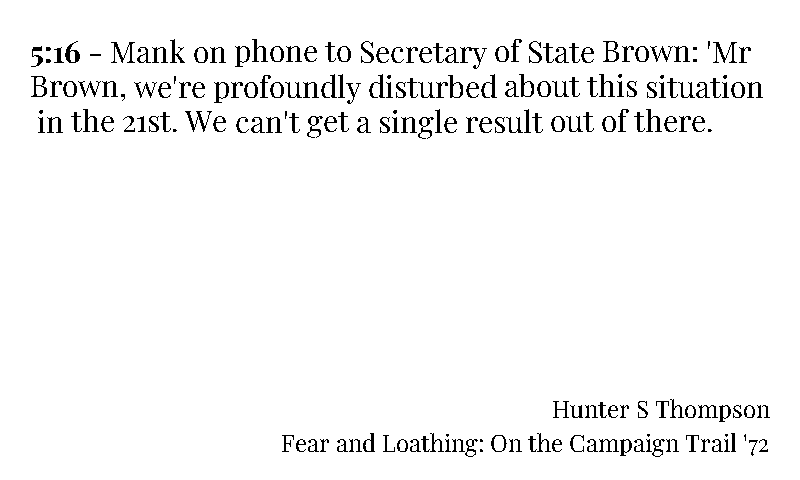 5:16 – Mank on phone to Secretary of State Brown: 'Mr
Brown, we're profoundly disturbed about this situation
in the 21st. We can't get a single result out of there.
Hunter S Thompson
Fear and Loathing: On the Campaign Trail '72